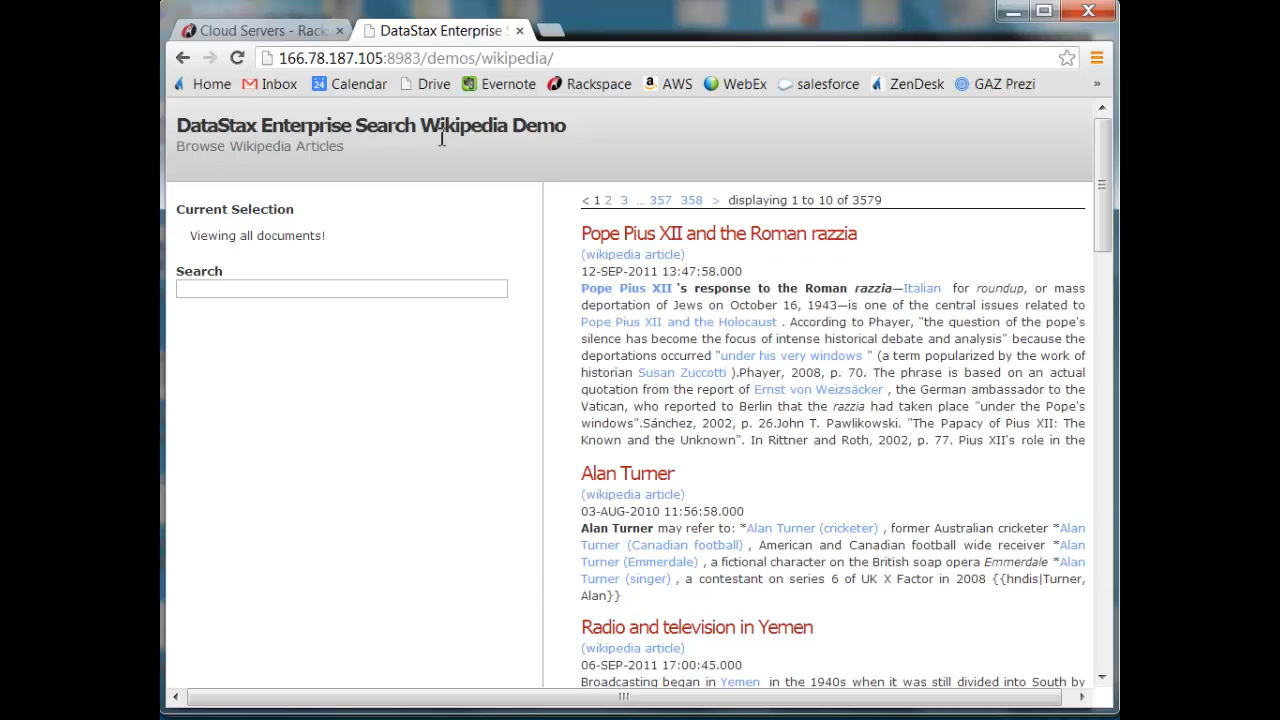 Cloud Servers - Racks
DataStax Enterprise S
166.78.187.105:8983/demos/wikipedia/
Home Inbox 24 Calendar Drive Evernote Rackspace AWS WebEx salesforce ZenDesk GAZ Prezi »
DataStax Enterprise Search Wikipedia Demo
Browse Wikipedia Articles
Current Selection
Viewing all documents!
Search
< 1 2 3 ... 357 358 > displaying 1 to 10 of 3579
Pope Pius XII and the Roman razzia
(wikipedia article)
12-SEP-2011 13:47:58.000
Pope Pius XII 's response to the Roman razzia—Italian for roundup, or mass
deportation of Jews on October 16, 1943—is one of the central issues related to
Pope Pius XII and the Holocaust . According to Phayer, "the question of the pope's
silence has become the focus of intense historical debate and analysis" because the
deportations occurred "under his very windows " (a term popularized by the work of
historian Susan Zuccotti ).Phayer, 2008, p. 70. The phrase is based on an actual
quotation from the report of Ernst von Weizsäcker , the German ambassador to the
Vatican, who reported to Berlin that the razzia had taken place "under the Pope's
windows".Sánchez, 2002, p. 26.John T. Pawlikowski. "The Papacy of Pius XII: The
Known and the Unknown". In Rittner and Roth, 2002, p. 77. Pius XII's role in the
Alan Turner
(wikipedia article)
03-AUG-2010 11:56:58.000
Alan Turner may refer to: *Alan Turner (cricketer) , former Australian cricketer *Alan
Turner (Canadian football) , American and Canadian football wide receiver *Alan
Turner (Emmerdale) , a fictional character on the British soap opera Emmerdale *Alan
Turner (singer) , a contestant on series 6 of UK X Factor in 2008 {{hndis|Turner,
Alan}}
Radio and television in Yemen
(wikipedia article)
06-SEP-2011 17:00:45.000
Broadcasting began in Yemen in the 1940s when it was still divided into South by